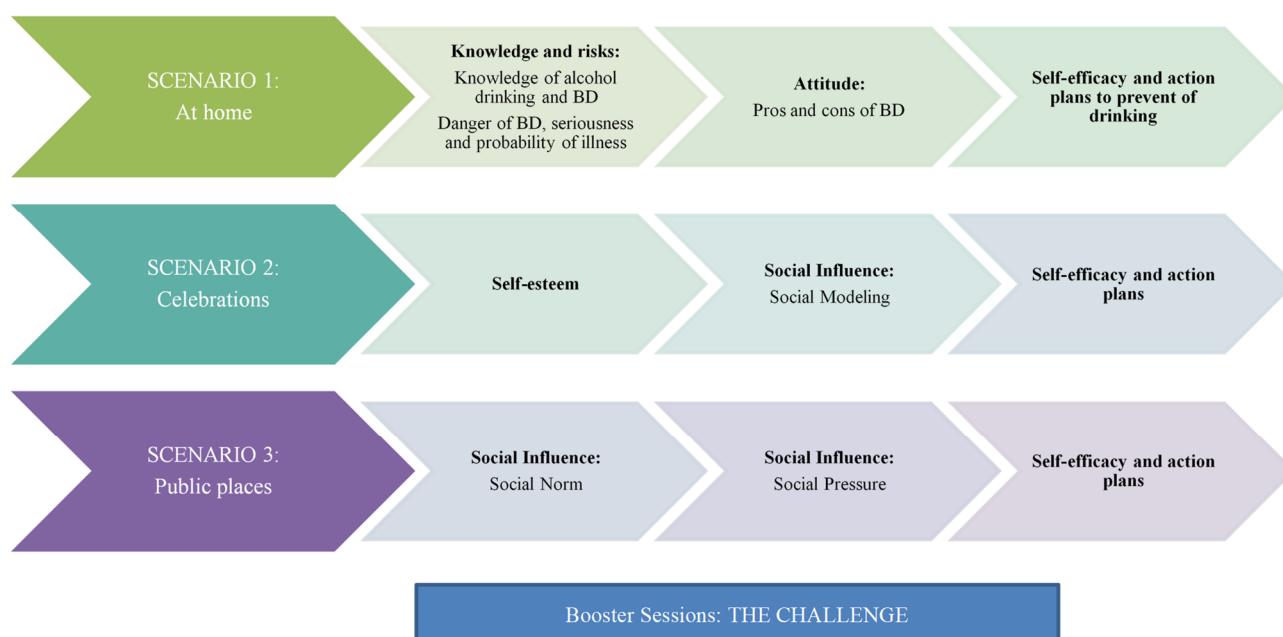 SCENARIO 1:
At home
Knowledge and risks:
Knowledge of alcohol
drinking and BD
Danger of BD, seriousness
and probability of illness
Attitude:
Pros and cons of BD
Self-efficacy and action
plans to prevent of
drinking
SCENARIO 2:
Celebrations
Self-esteem
Social Influence:
Social Modeling
Self-efficacy and action
plans
SCENARIO 3:
Public places
Social Influence:
Social Norm
Social Influence:
Social Pressure
Self-efficacy and action
plans
Booster Sessions: THE CHALLENGE